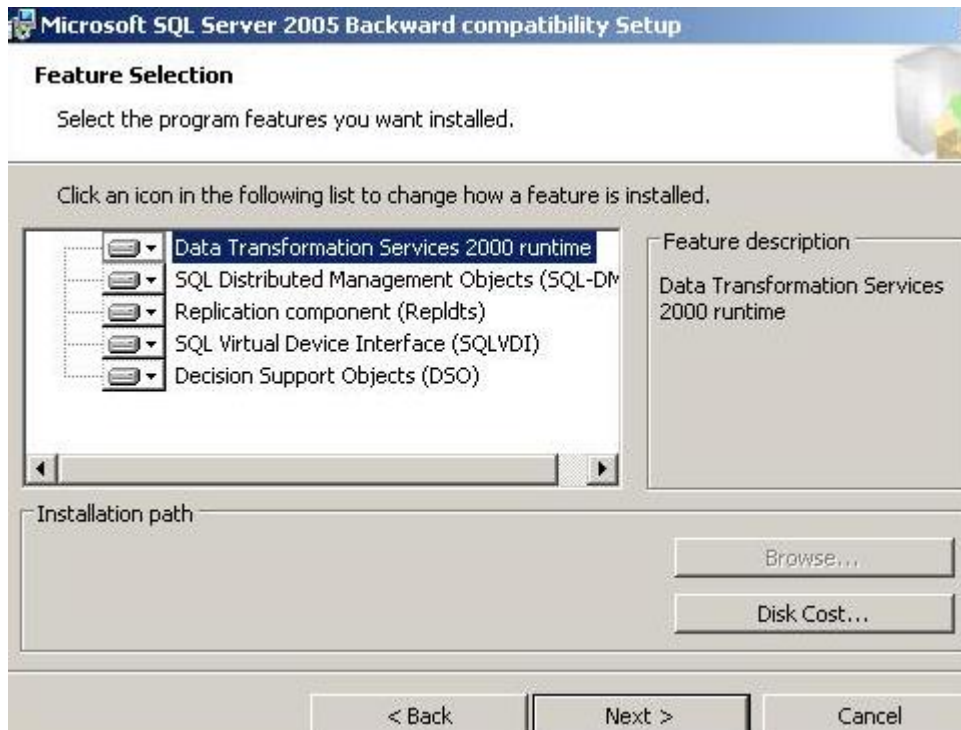 Microsoft SQL Server 2005 Backward compatibility Setup
Feature Selection
Select the program features you want installed.
Click an icon in the following list to change how a feature is installed.
Data Transformation Services 2000 runtime
SQL Distributed Management Objects (SQL-DM
Replication component (Repldts)
SQL Virtual Device Interface (SQLVDI)
Decision Support Objects (DSO)
Feature description
Data Transformation Services
2000 runtime
Installation path
Browse...
Disk Cost...
< Back
Next >
Cancel